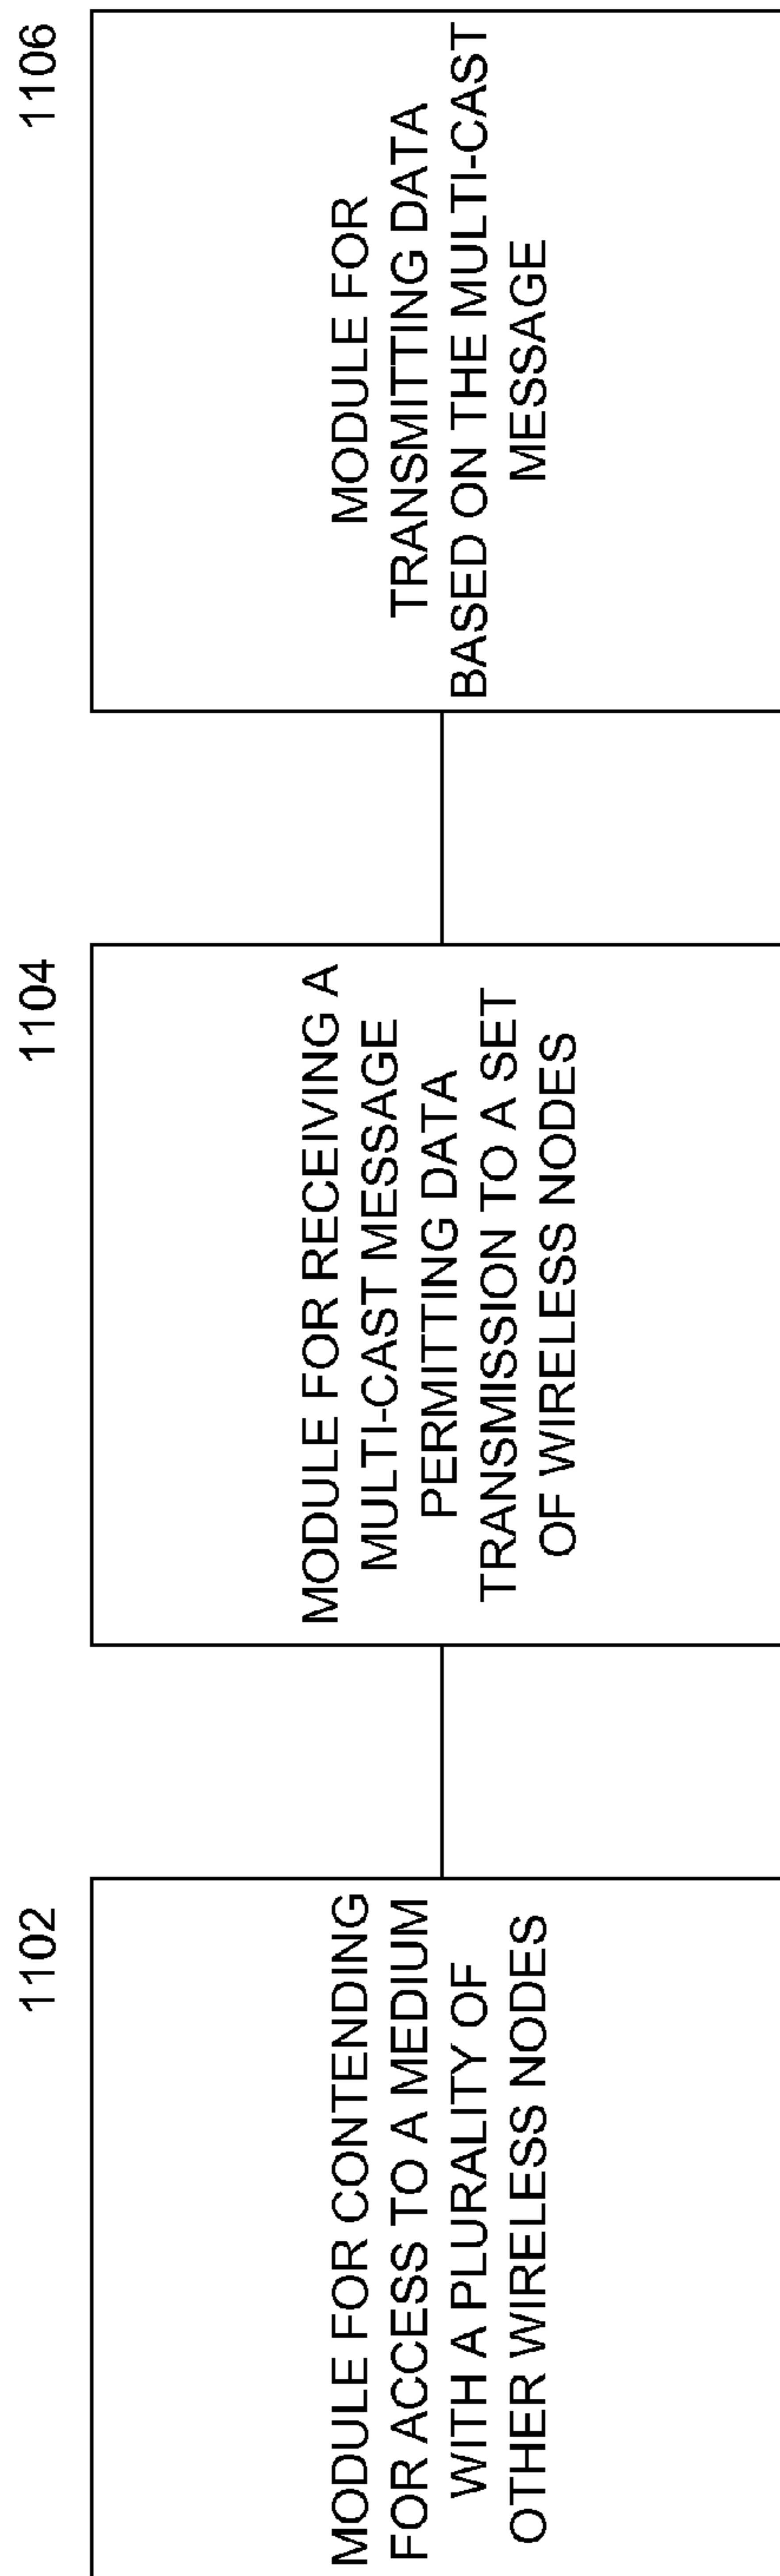 1102
MODULE FOR CONTENDING
FOR ACCESS TO A MEDIUM
WITH A PLURALITY OF
OTHER WIRELESS NODES
1104
MODULE FOR RECEIVING A
MULTI-CAST MESSAGE
PERMITTING DATA
TRANSMISSION TO A SET
OF WIRELESS NODES
1106
MODULE FOR
TRANSMITTING DATA
BASED ON THE MULTI-CAST
MESSAGE